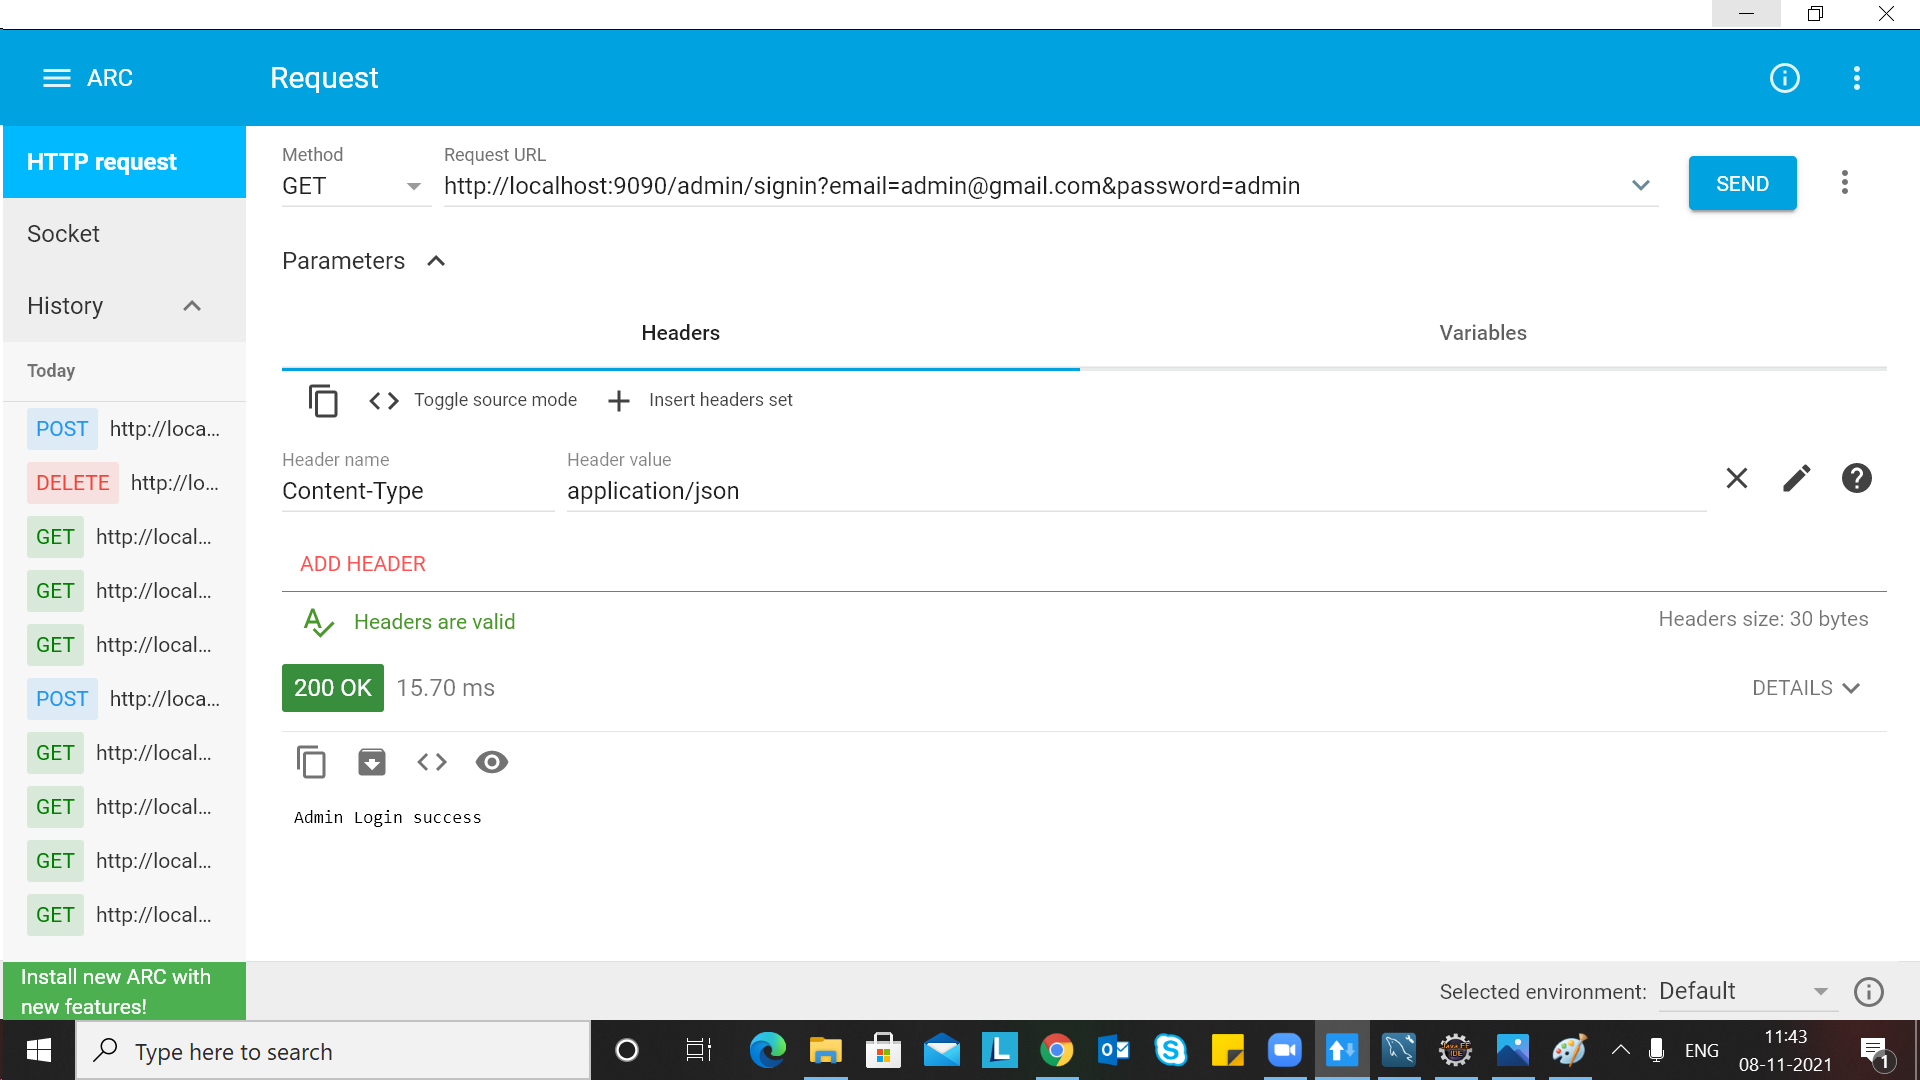 ARC
Request
HTTP request
Socket
History
Today
POST http://loca...
DELETE http://lo...
GET http://local...
GET http://local...
GET http://local...
POST http://loca...
GET http://local...
GET http://local...
GET http://local...
GET http://local...
Install new ARC with
new features!
Method
GET
Request URL
http://localhost:9090/admin/signin?email=admin@gmail.com&password=admin
SEND
Parameters
Headers
Variables
Toggle source mode
Insert headers set
Header name
Content-Type
Header value
application/json
ADD HEADER
Headers are valid
Headers size: 30 bytes
200 OK
15.70 ms
DETAILS
Admin Login success
Selected environment:
Default
Type here to search
ENG
11:43
08-11-2021
1